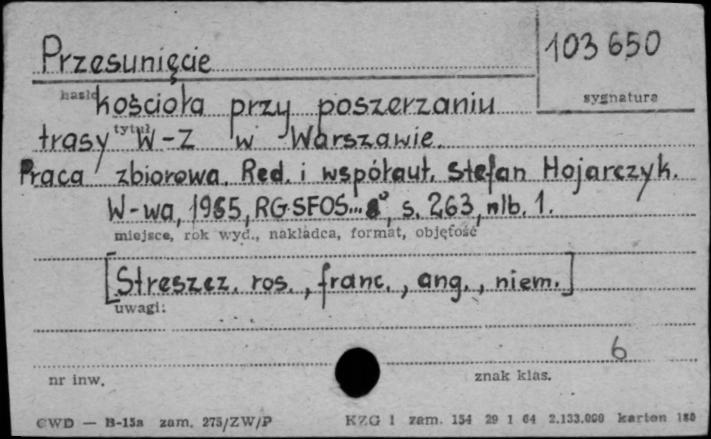 Przesunięcie
103 650
hasło
sygnatura
kościoła przy poszerzaniu
tytuł
trasy W-Z w Warszawie.
Praca zbiorowa. Red. i współaut. Stefan Hojarczyk.
W-wa, 1965, RG.SFOS... 8°, s. 263, nlb. 1.
miejsce, rok wyd., nakładca, format, objętość
[Streszcz. ros., franc., ang., niem.]
uwagi:
6
nr inw.
znak klas.
CWD — B-15a zam. 275/ZW/P
KZG 1 zam. 154 29 1 64 2.133.000 karton 180